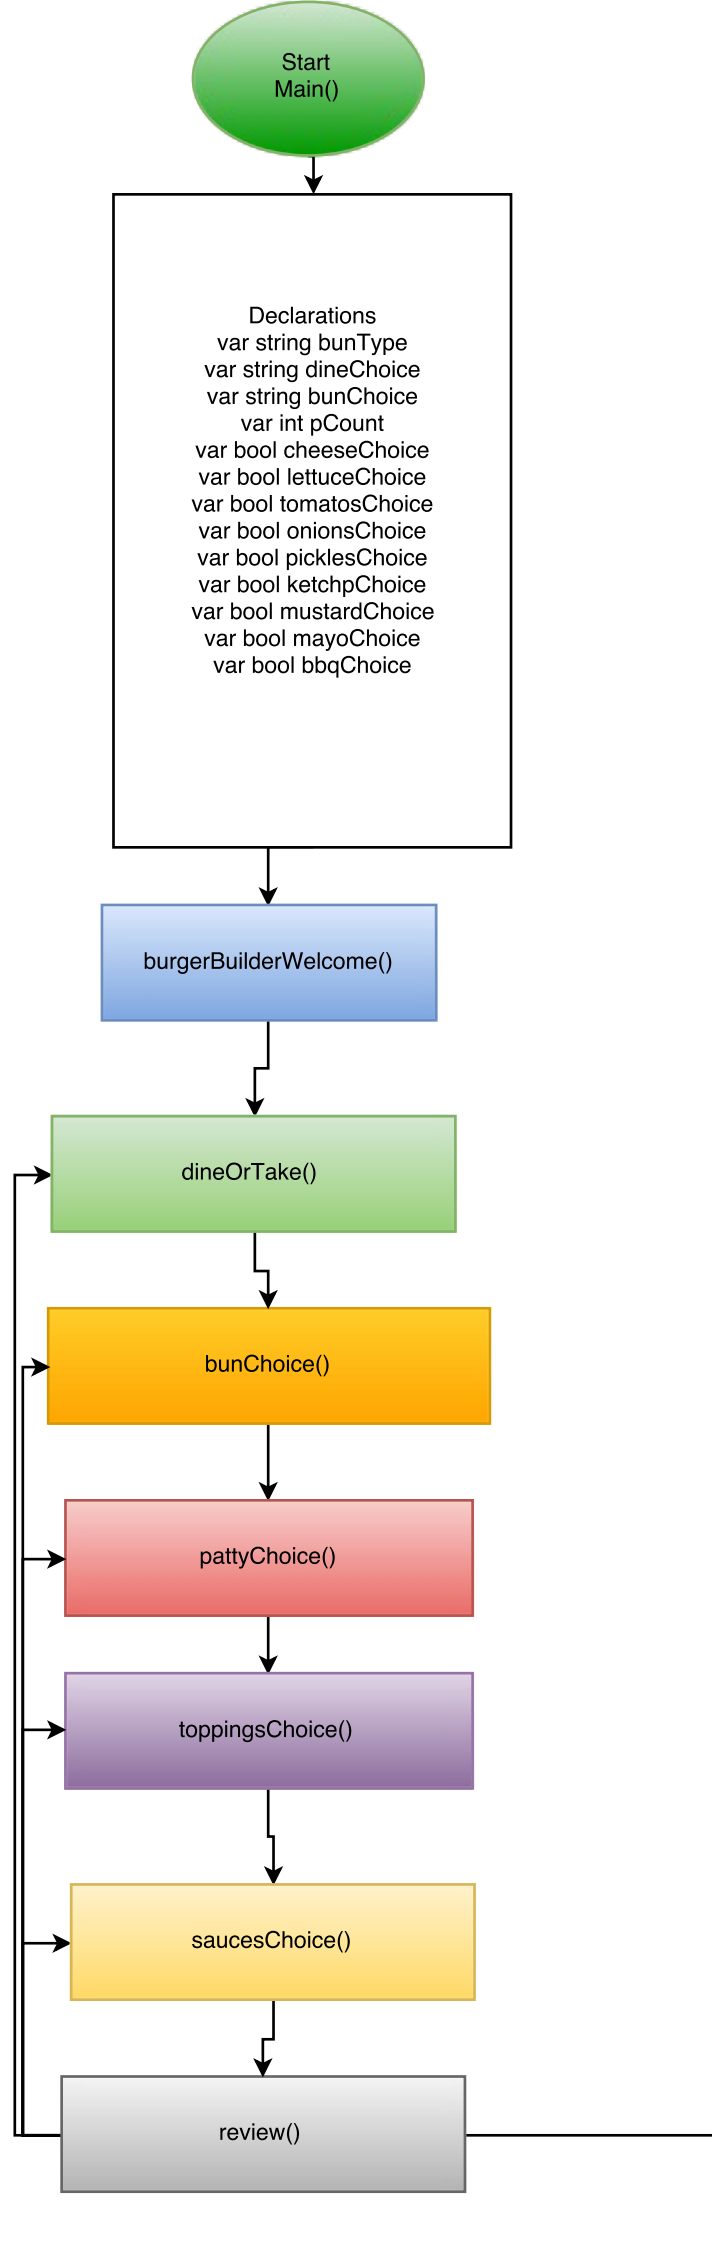 Start
Main()
Declarations
var string bunType
var string dineChoice
var string bunChoice
var int pCount
var bool cheeseChoice
var bool lettuceChoice
var bool tomatosChoice
var bool onionsChoice
var bool picklesChoice
var bool ketchpChoice
var bool mustardChoice
var bool mayoChoice
var bool bbqChoice
burgerBuilderWelcome()
dineOrTake()
bunChoice()
pattyChoice()
toppingsChoice()
saucesChoice()
review()